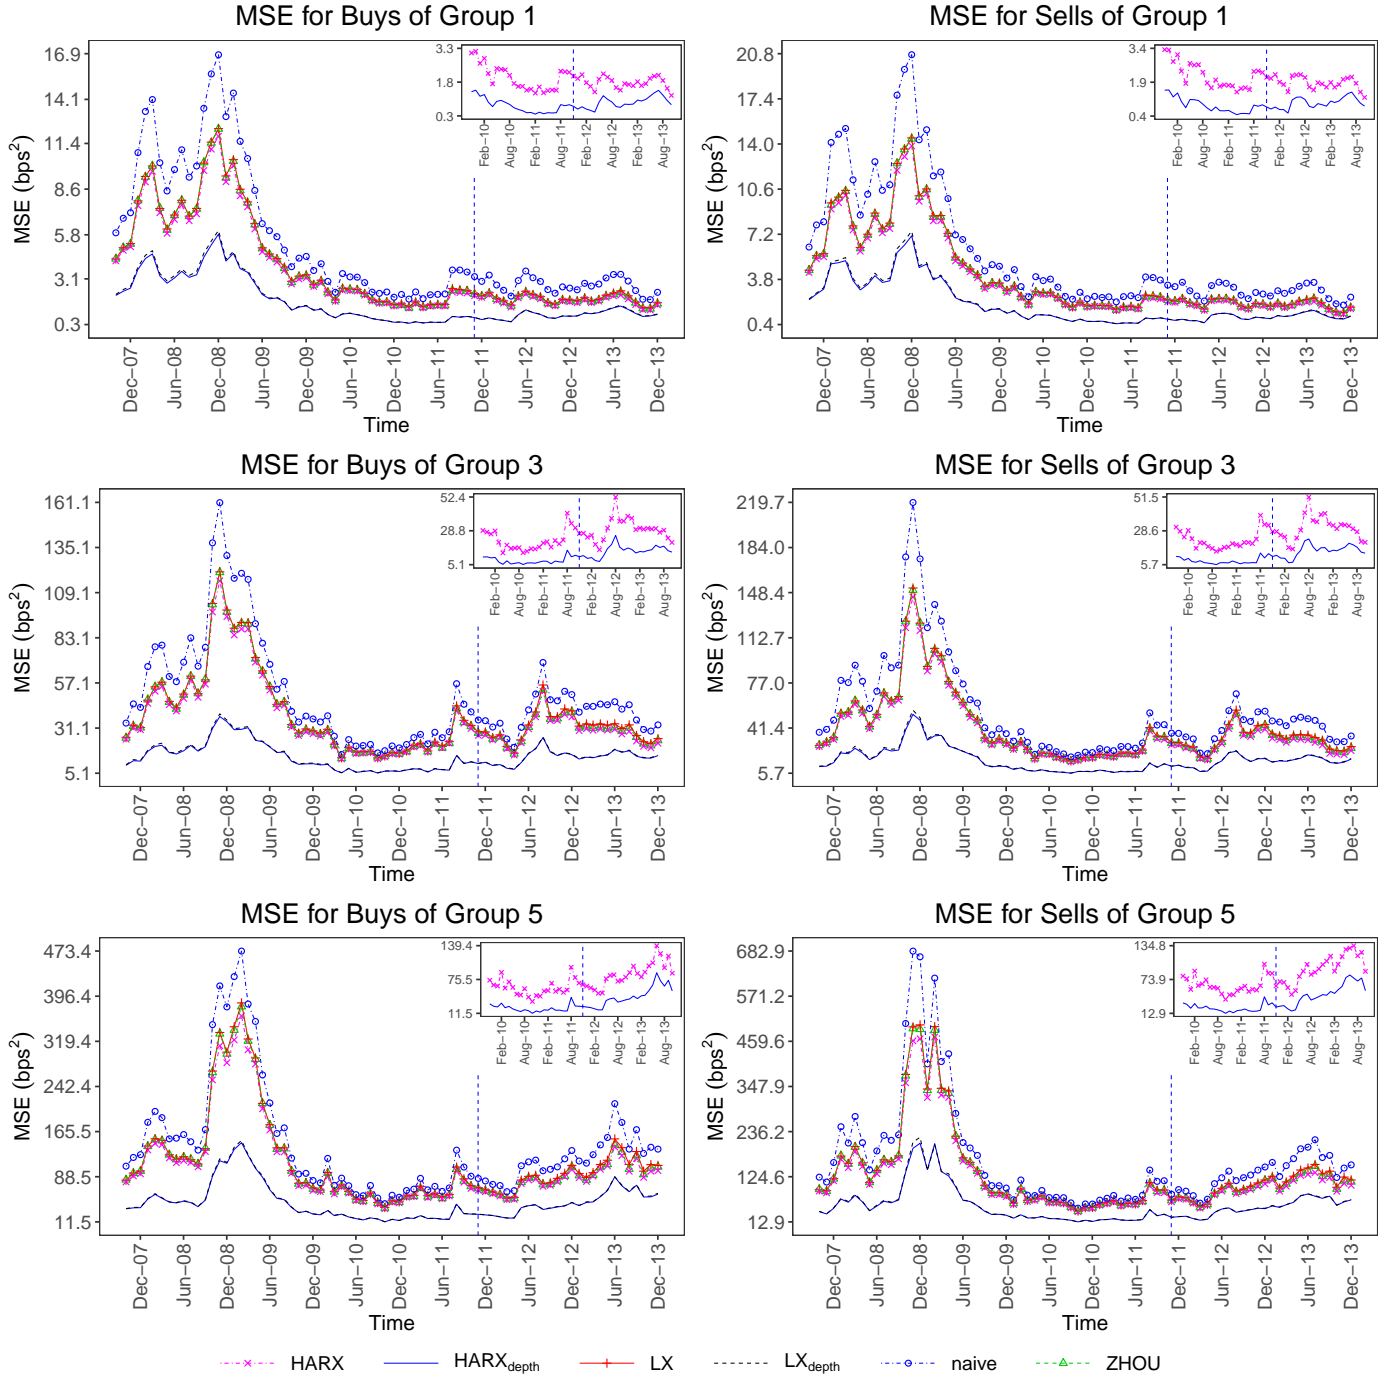 MSE for Buys of Group 1
MSE (bps²)
16.9
14.1
11.4
8.6
5.8
3.1
0.3
3.3
1.8
0.3
Feb−10
Aug−10
Feb−11
Aug−11
Feb−12
Aug−12
Feb−13
Aug−13
Dec−07
Jun−08
Dec−08
Jun−09
Dec−09
Jun−10
Dec−10
Jun−11
Dec−11
Jun−12
Dec−12
Jun−13
Dec−13
Time
MSE for Sells of Group 1
MSE (bps²)
20.8
17.4
14.0
10.6
7.2
3.8
0.4
3.4
1.9
0.4
Feb−10
Aug−10
Feb−11
Aug−11
Feb−12
Aug−12
Feb−13
Aug−13
Dec−07
Jun−08
Dec−08
Jun−09
Dec−09
Jun−10
Dec−10
Jun−11
Dec−11
Jun−12
Dec−12
Jun−13
Dec−13
Time
MSE for Buys of Group 3
MSE (bps²)
161.1
135.1
109.1
83.1
57.1
31.1
5.1
52.4
28.8
5.1
Feb−10
Aug−10
Feb−11
Aug−11
Feb−12
Aug−12
Feb−13
Aug−13
Dec−07
Jun−08
Dec−08
Jun−09
Dec−09
Jun−10
Dec−10
Jun−11
Dec−11
Jun−12
Dec−12
Jun−13
Dec−13
Time
MSE for Sells of Group 3
MSE (bps²)
219.7
184.0
148.4
112.7
77.0
41.4
5.7
51.5
28.6
5.7
Feb−10
Aug−10
Feb−11
Aug−11
Feb−12
Aug−12
Feb−13
Aug−13
Dec−07
Jun−08
Dec−08
Jun−09
Dec−09
Jun−10
Dec−10
Jun−11
Dec−11
Jun−12
Dec−12
Jun−13
Dec−13
Time
MSE for Buys of Group 5
MSE (bps²)
473.4
396.4
319.4
242.4
165.5
88.5
11.5
139.4
75.5
11.5
Feb−10
Aug−10
Feb−11
Aug−11
Feb−12
Aug−12
Feb−13
Aug−13
Dec−07
Jun−08
Dec−08
Jun−09
Dec−09
Jun−10
Dec−10
Jun−11
Dec−11
Jun−12
Dec−12
Jun−13
Dec−13
Time
MSE for Sells of Group 5
MSE (bps²)
682.9
571.2
459.6
347.9
236.2
124.6
12.9
134.8
73.9
12.9
Feb−10
Aug−10
Feb−11
Aug−11
Feb−12
Aug−12
Feb−13
Aug−13
Dec−07
Jun−08
Dec−08
Jun−09
Dec−09
Jun−10
Dec−10
Jun−11
Dec−11
Jun−12
Dec−12
Jun−13
Dec−13
Time
HARX HARXdepth LX LXdepth naive ZHOU